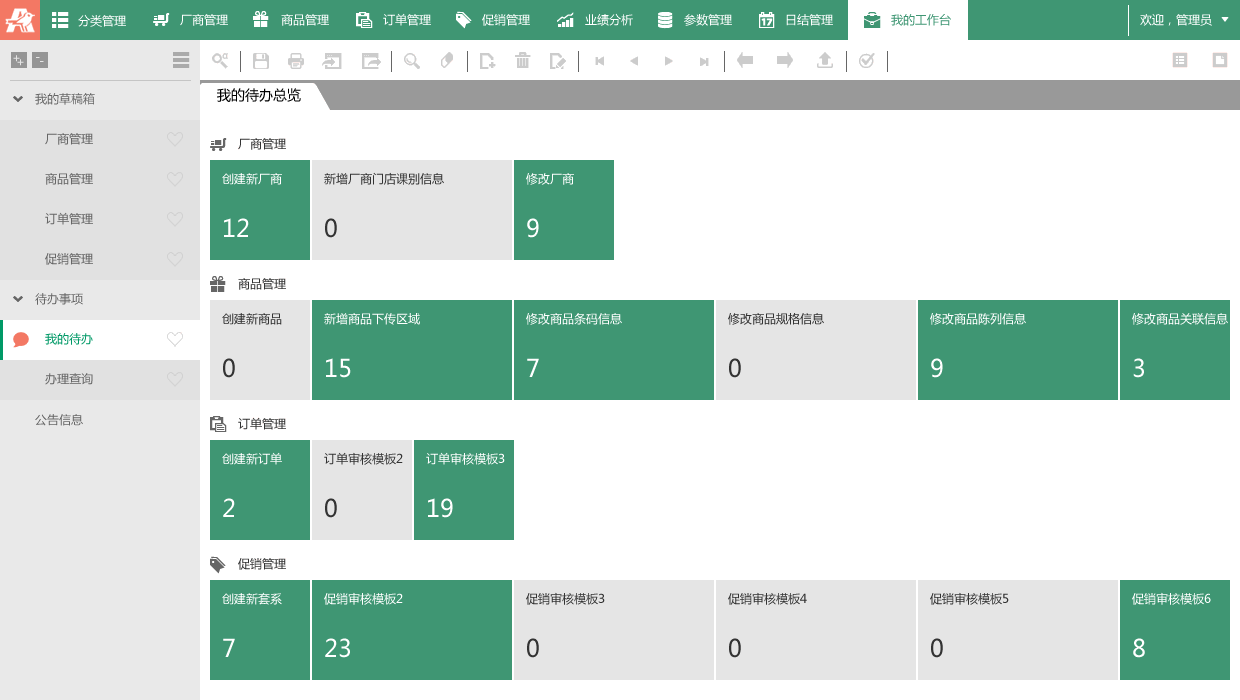 分类管理 厂商管理 商品管理 订单管理 促销管理 业绩分析 参数管理 17 日结管理 我的工作台 欢迎，管理员
我的草稿箱
厂商管理
商品管理
订单管理
促销管理
待办事项
我的待办
办理查询
公告信息
我的待办总览
厂商管理
创建新厂商 新增厂商门店课别信息 修改厂商
12 0 9
商品管理
创建新商品 新增商品下传区域 修改商品条码信息 修改商品规格信息 修改商品陈列信息 修改商品关联信息
0 15 7 0 9 3
订单管理
创建新订单 订单审核模板2 订单审核模板3
2 0 19
促销管理
创建新套系 促销审核模板2 促销审核模板3 促销审核模板4 促销审核模板5 促销审核模板6
7 23 0 0 0 8